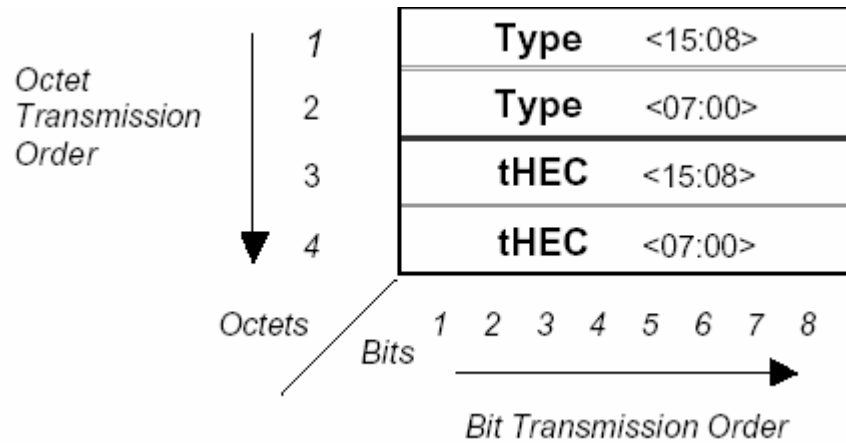 1 Type <15:08>
Octet
Transmission
Order
2 Type <07:00>
3 tHEC <15:08>
4 tHEC <07:00>
Octets
Bits
1 2 3 4 5 6 7 8
Bit Transmission Order